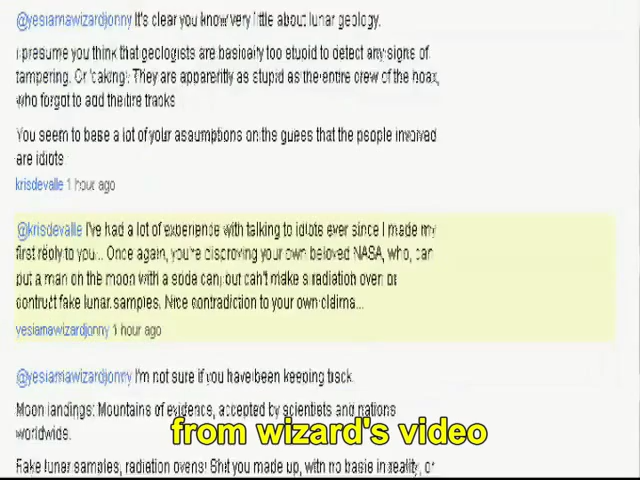 @yesiamawizardjonny It's clear you know very little about lunar geology.
I presume you think that geologists are basically too stupid to detect any signs of
tampering. Or 'caking'. They are apparently as stupid as the entire crew of the hoax,
who forgot to add the tire tracks
You seem to base a lot of your assumptions on the guess that the people involved
are idiots
krisdevalle 1 hour ago
@krisdevalle I've had a lot of experience with talking to idiots ever since I made my
first reply to you... Once again, you're disproving your own beloved NASA, who, can
put a man on the moon with a soda can, but can't make a radiation oven or
contruct fake lunar samples. Nice contradiction to your own claims...
yesiamawizardjonny 1 hour ago
@yesiamawizardjonny I'm not sure if you have been keeping track.
Moon landings: Mountains of evidence, accepted by scientists and nations
worldwide.
from wizard's video
Fake lunar samples, radiation ovens: Shit you made up, with no basis in reality, or